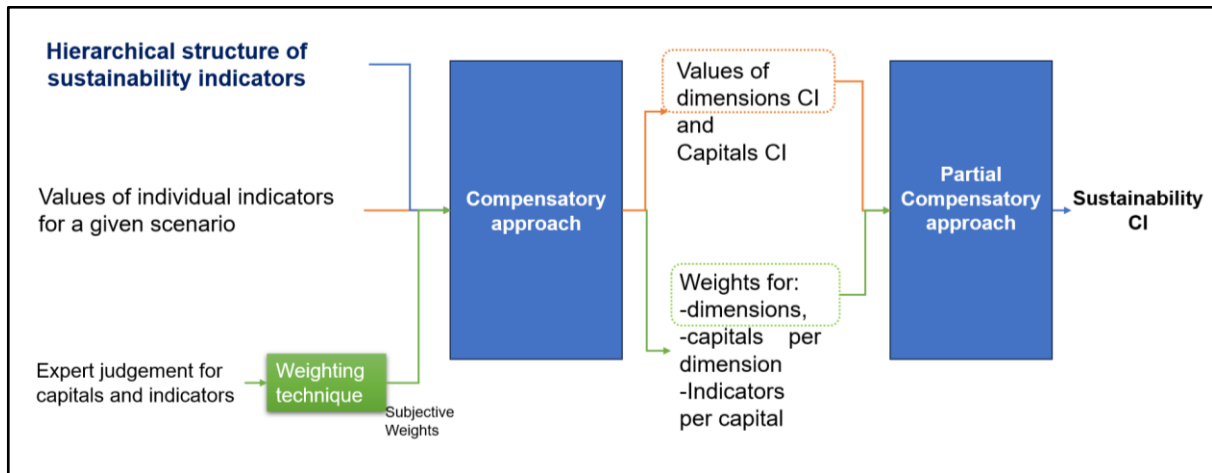 Hierarchical structure of
sustainability indicators
Values of individual indicators
for a given scenario
Expert judgement for
capitals and indicators
Weighting
technique
Subjective
Weights
Compensatory
approach
Values of
dimensions CI
and
Capitals CI
Weights for:
-dimensions,
-capitals per
dimension
-Indicators
per capital
Partial
Compensatory
approach
Sustainability
CI